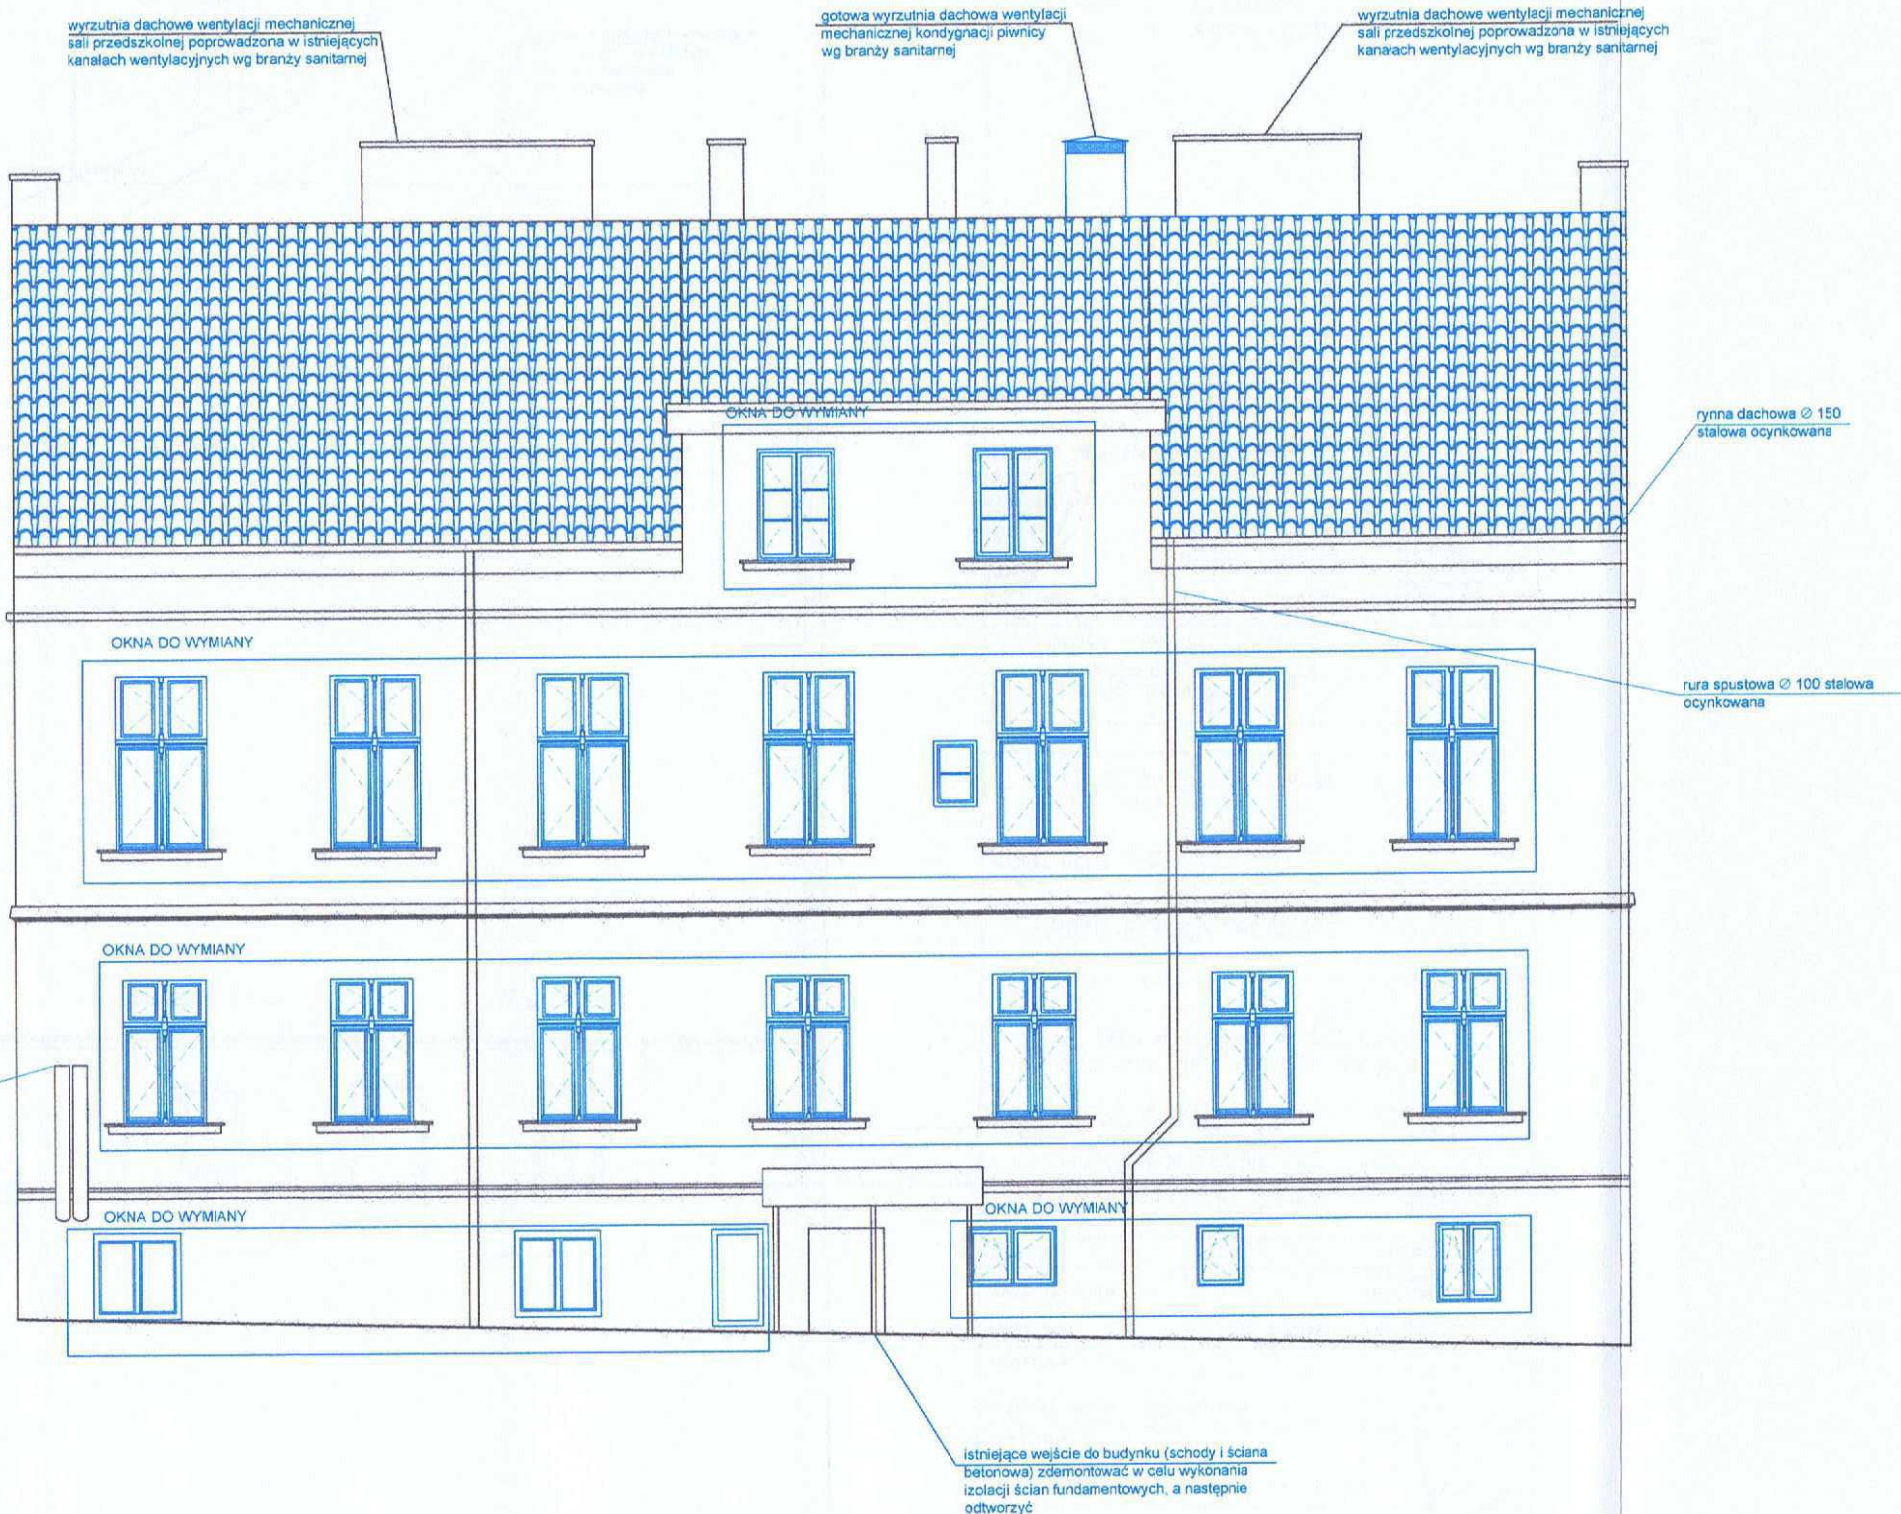 wyrzutnia dachowe wentylacji mechanicznej
sali przedszkolnej poprowadzona w istniejących
kanałach wentylacyjnych wg branży sanitarnej
gotowa wyrzutnia dachowa wentylacji
mechanicznej kondygnacji piwnicy
wg branży sanitarnej
wyrzutnia dachowe wentylacji mechanicznej
sali przedszkolnej poprowadzona w istniejących
kanałach wentylacyjnych wg branży sanitarnej
OKNA DO WYMIANY
rynna dachowa ∅ 150
stalowa ocynkowana
OKNA DO WYMIANY
rura spustowa ∅ 100 stalowa
ocynkowana
OKNA DO WYMIANY
OKNA DO WYMIANY
OKNA DO WYMIANY
istniejące wejście do budynku (schody i ściana
betonowa) zdemontować w celu wykonania
izolacji ścian fundamentowych, a następnie
odtworzyć